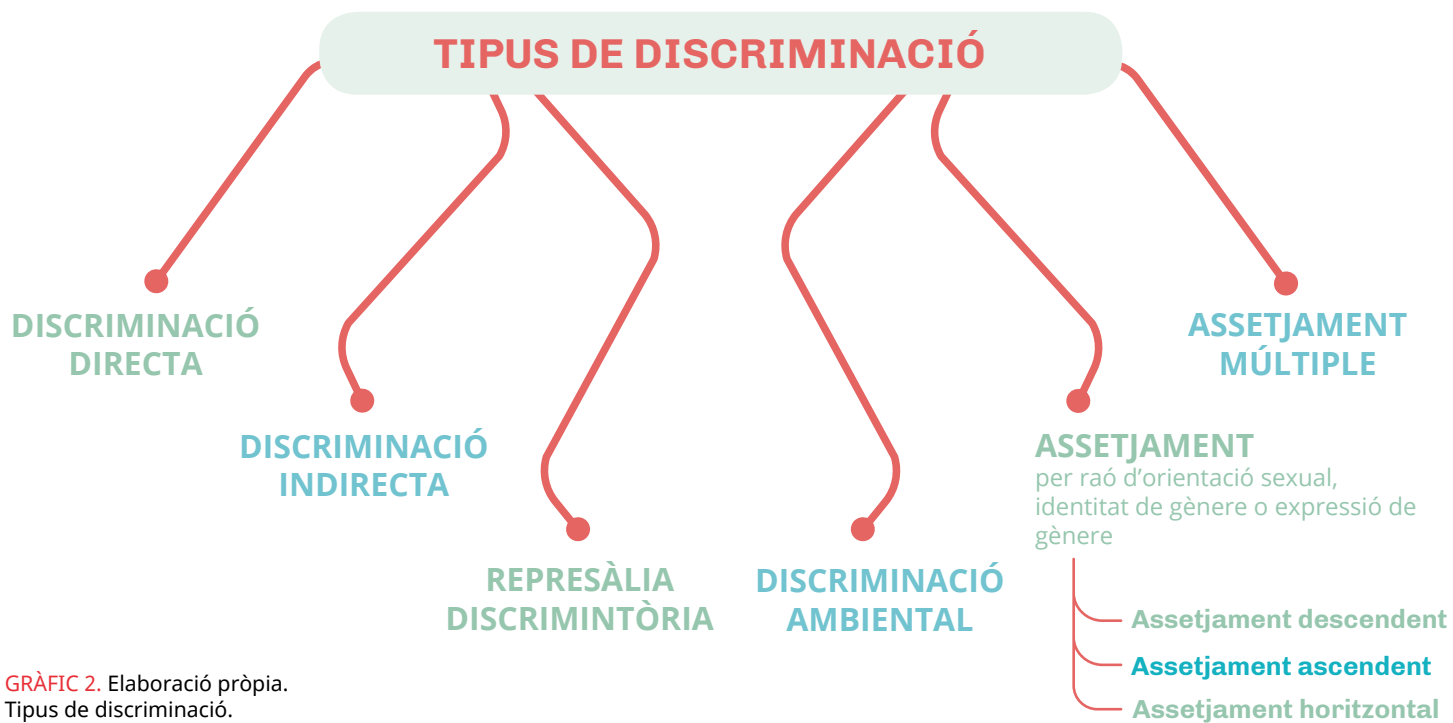 TIPUS DE DISCRIMINACIÓ
DISCRIMINACIÓ
DIRECTA
DISCRIMINACIÓ
INDIRECTA
REPRESÀLIA
DISCRIMINTÒRIA
DISCRIMINACIÓ
AMBIENTAL
ASSETJAMENT
per raó d’orientació sexual,
identitat de gènere o expressió de
gènere
Assetjament descendent
Assetjament ascendent
Assetjament horitzontal
ASSETJAMENT
MÚLTIPLE
GRÀFIC 2. Elaboració pròpia.
Tipus de discriminació.